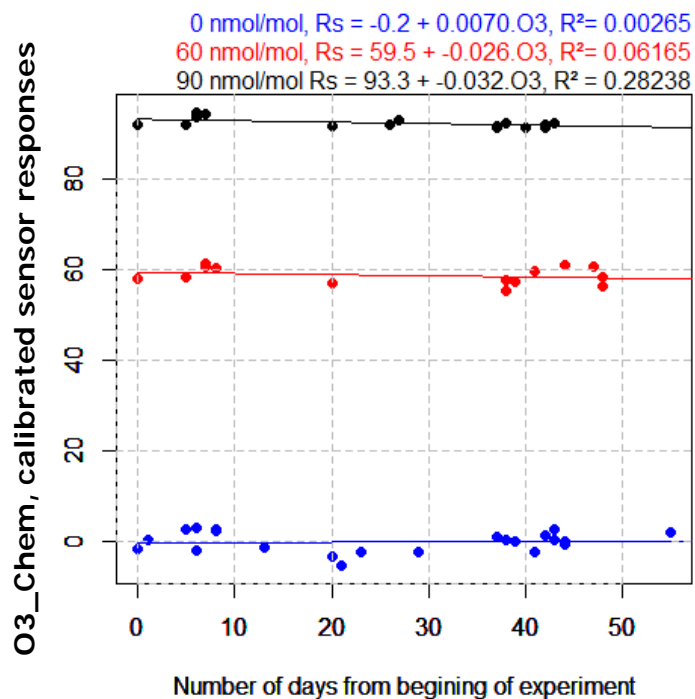 0 nmol/mol, Rs = -0.2 + 0.0070.O3, R²= 0.00265
60 nmol/mol, Rs = 59.5 + -0.026.O3, R²= 0.06165
90 nmol/mol Rs = 93.3 + -0.032.O3, R² = 0.28238
O3_Chem, calibrated sensor responses
80
60
40
20
0
0 10 20 30 40 50
Number of days from begining of experiment